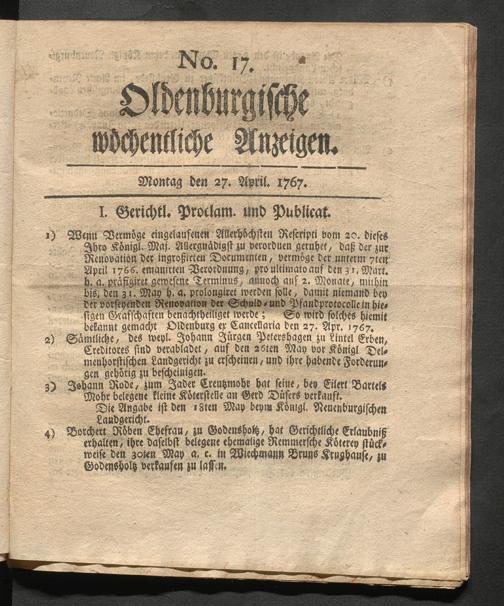 No. 17.
Oldenburgische
wöchentliche Anzeigen.
Montag den 27. April. 1767.
I. Gerichtl. Proclam. und Publicat.
1) Wenn Vermöge eingelaufenen Allerhöchsten Rescripti vom 20. dieses
Ihro Königl. Maj. Allergnädigst zu verordnen geruhet, daß der zur
Renovation der ingroßirten Documenten, vermöge der unterm 7ten
April 1766. emanirten Verordnung, pro ultimato auf den 31. Mart.
h. a. präfigiret gewesene Terminus, annoch auf 2. Monate, mithin
bis, den 31. May h. a. prolongiret werden solle, damit niemand bey
der vorseyenden Renovation der Schuld- und Pfandprotocolle in hie-
sigen Grafschaften benachtheiliget werde; So wird solches hiemit
bekannt gemacht Oldenburg er Cancellaria den 27. Apr. 1767.
2) Sämtliche, des weyl. Johann Jürgen Petershagen zu Lintel Erben,
Creditores sind verabladet, auf den 26ten May vor Königl Del-
menhorstischen Landgericht zu erscheinen, und ihre habende Forderun-
gen gehörig zu bescheinigen.
3) Johann Rode, zum Jader Creutzmohr hat seine, bey Eilert Bartels
Mohr belegene kleine Köterstelle an Gerd Düsers verkauft.
Die Angabe ist den 18ten May beym Königl. Neuenburgischen
Landgericht.
4) Borchert Röben Ehefrau, zu Godensholz, hat Gerichtliche Erlaubniß
erhalten, ihre daselbst belegene ehemalige Remmersche Köterey stück-
weise den 30ten May a. c. in Wiechmann Bruns Krughause, zu
Godensholtz verkaufen zu lassen.